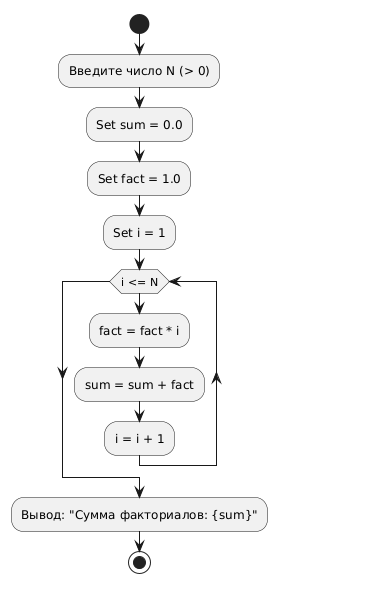 Введите число N (> 0)
Set sum = 0.0
Set fact = 1.0
Set i = 1
i <= N
fact = fact * i
sum = sum + fact
i = i + 1
Вывод: "Сумма факториалов: {sum}"